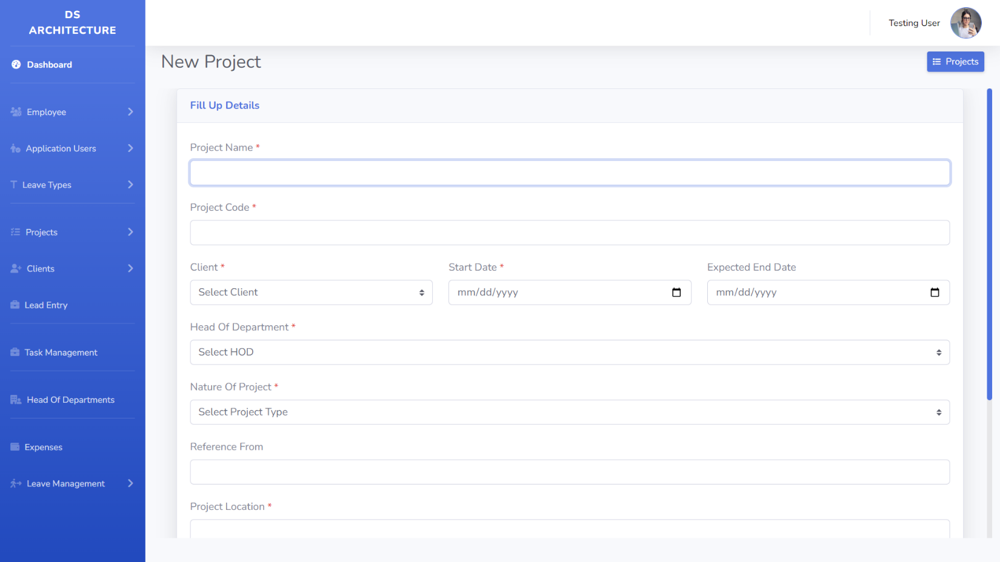 DS
ARCHITECTURE
Dashboard
Employee
Application Users
Leave Types
Projects
Clients
Lead Entry
Task Management
Head Of Departments
Expenses
Leave Management
Testing User
New Project
Projects
Fill Up Details
Project Name *
Project Code *
Client *
Select Client
Start Date *
mm/dd/yyyy
Expected End Date
mm/dd/yyyy
Head Of Department *
Select HOD
Nature Of Project *
Select Project Type
Reference From
Project Location *